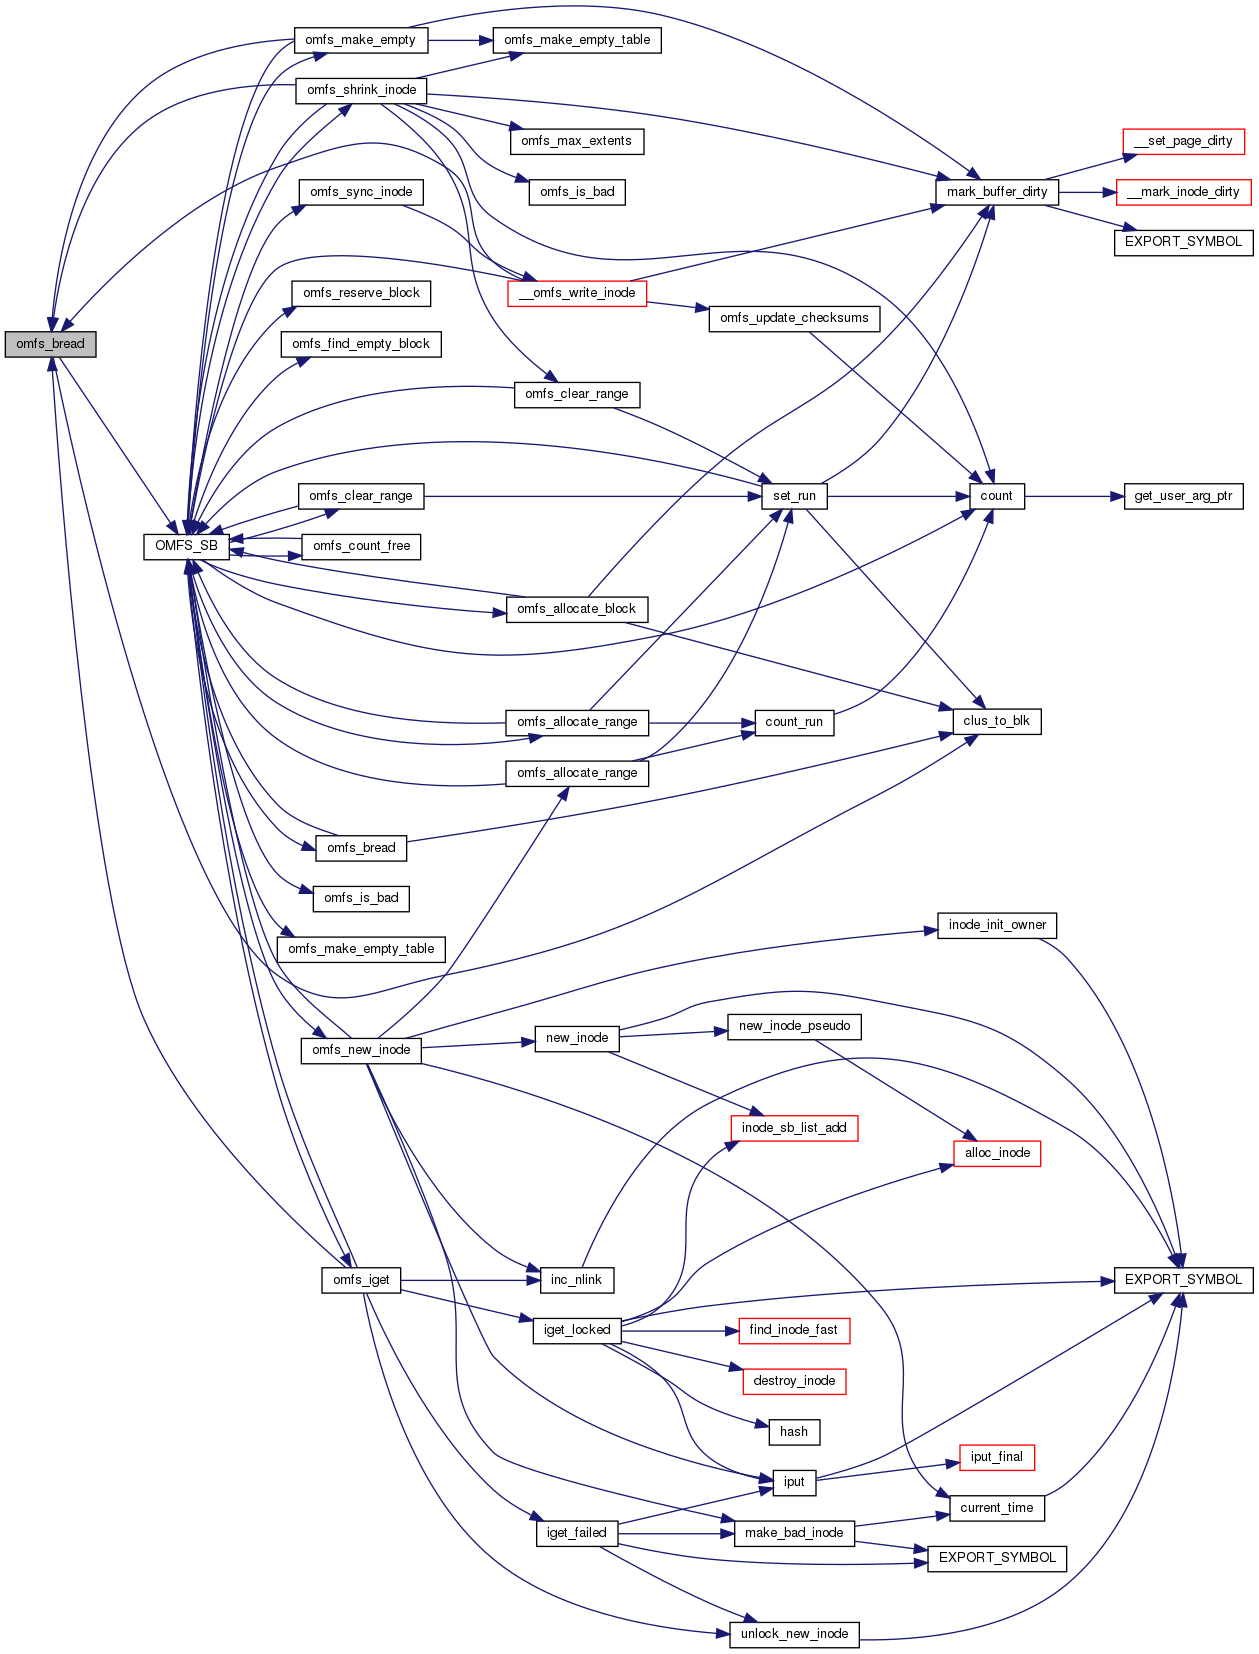 omfs_make_empty
omfs_make_empty_table
omfs_shrink_inode
omfs_max_extents
__set_page_dirty
omfs_sync_inode
omfs_is_bad
mark_buffer_dirty
__mark_inode_dirty
EXPORT_SYMBOL
omfs_reserve_block
__omfs_write_inode
omfs_update_checksums
omfs_bread
omfs_find_empty_block
omfs_clear_range
omfs_clear_range
set_run
count
get_user_arg_ptr
OMFS_SB
omfs_count_free
omfs_allocate_block
omfs_allocate_range
count_run
clus_to_blk
omfs_allocate_range
omfs_bread
omfs_is_bad
inode_init_owner
omfs_make_empty_table
omfs_new_inode
new_inode
new_inode_pseudo
inode_sb_list_add
alloc_inode
omfs_iget
inc_nlink
EXPORT_SYMBOL
iget_locked
find_inode_fast
destroy_inode
hash
iput
iput_final
current_time
iget_failed
make_bad_inode
EXPORT_SYMBOL
unlock_new_inode